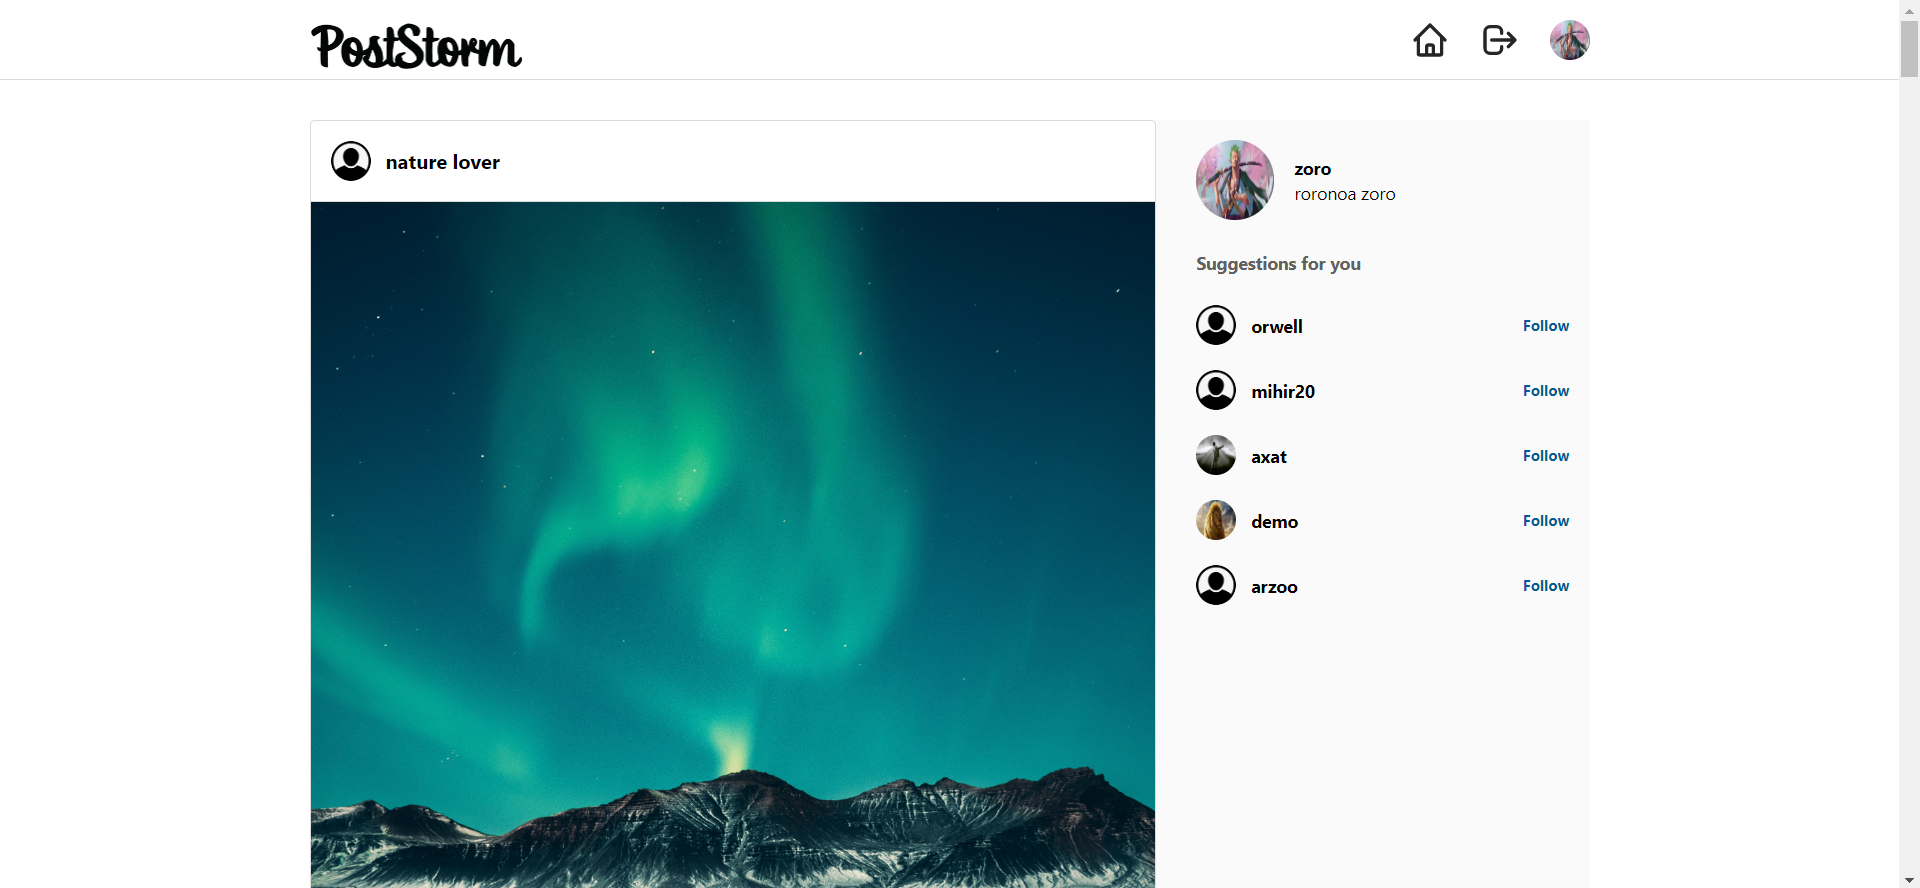 PostStorm
nature lover
zoro
roronoa zoro
Suggestions for you
orwell Follow
mihir20 Follow
axat Follow
demo Follow
arzoo Follow